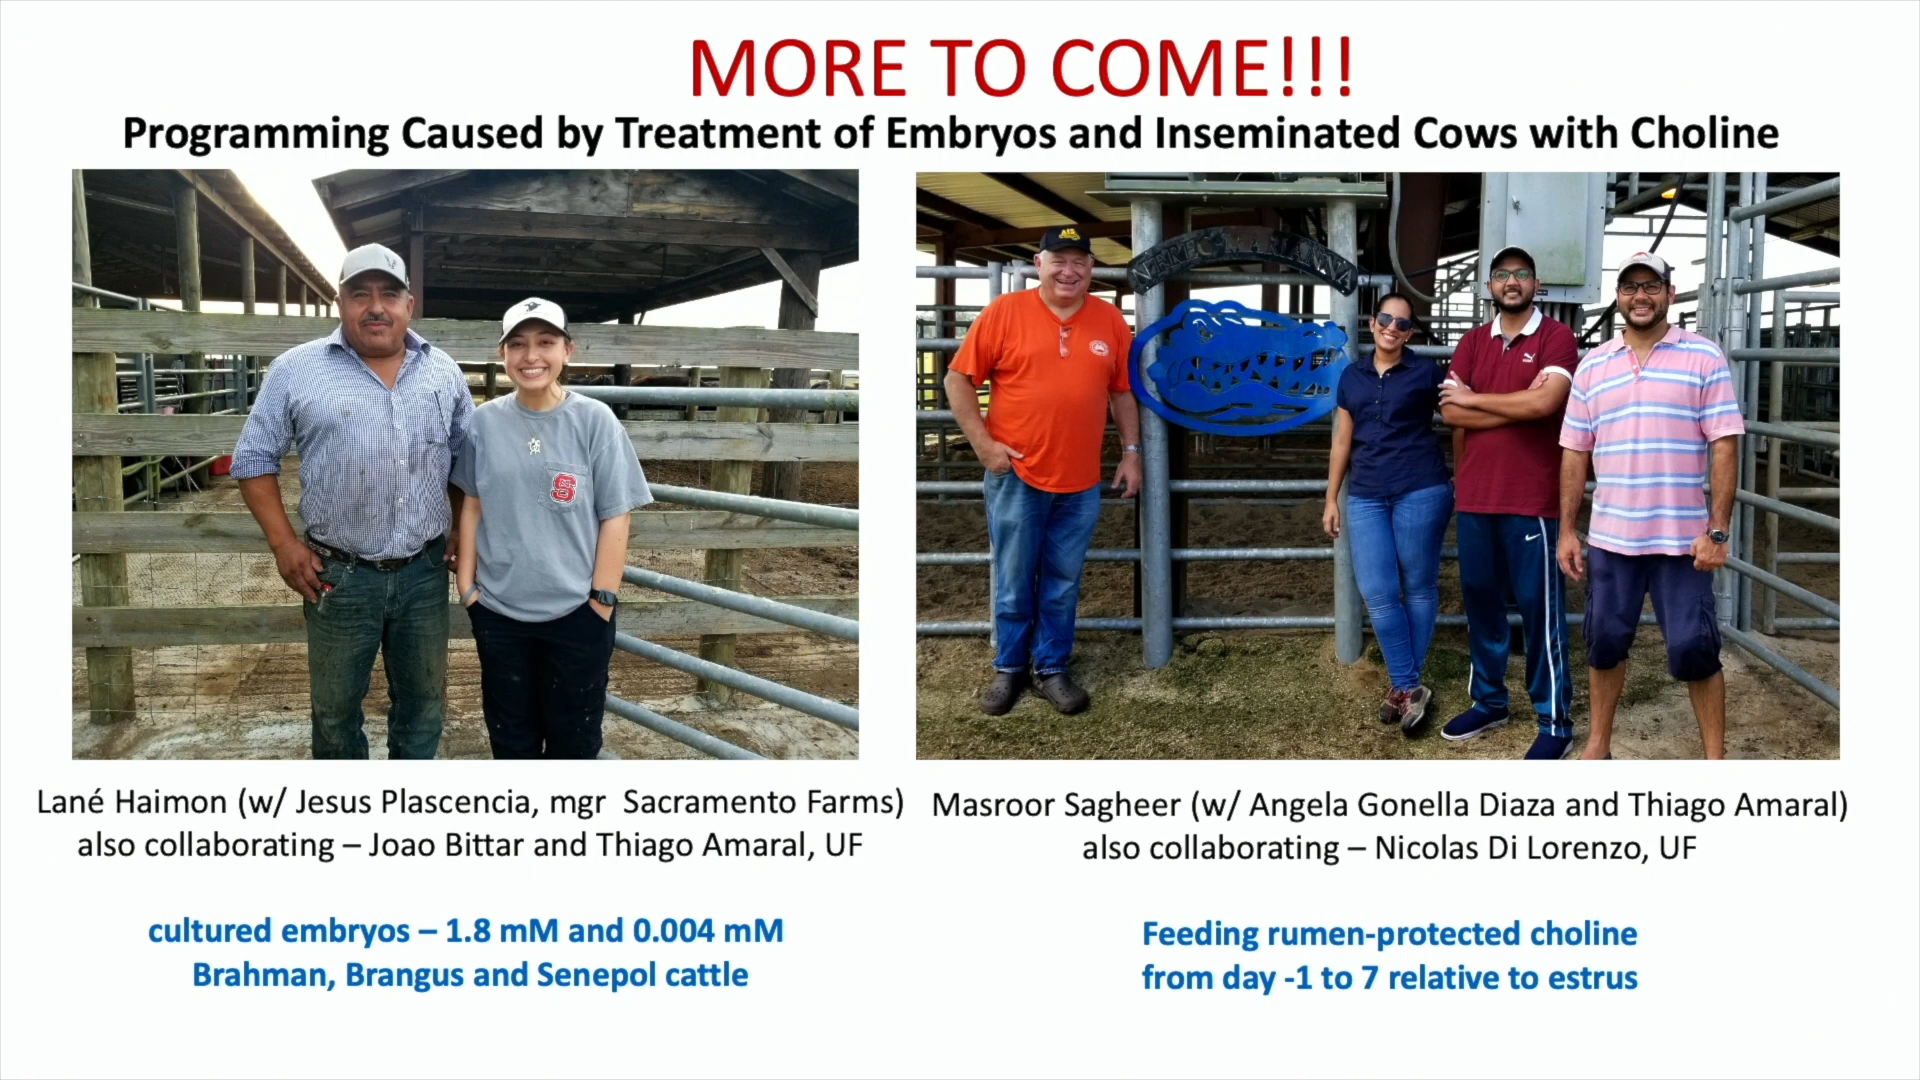 MORE TO COME!!!
Programming Caused by Treatment of Embryos and Inseminated Cows with Choline
NFREC MARIANNA
S
Lané Haimon (w/ Jesus Plascencia, mgr  Sacramento Farms)
also collaborating – Joao Bittar and Thiago Amaral, UF
cultured embryos – 1.8 mM and 0.004 mM
Brahman, Brangus and Senepol cattle
Masroor Sagheer (w/ Angela Gonella Diaza and Thiago Amaral)
also collaborating – Nicolas Di Lorenzo, UF
Feeding rumen-protected choline
from day -1 to 7 relative to estrus